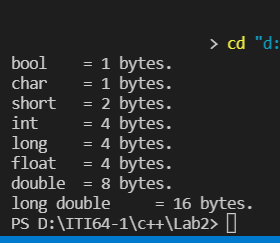 > cd "d:
bool    = 1 bytes.
char    = 1 bytes.
short   = 2 bytes.
int     = 4 bytes.
long    = 4 bytes.
float   = 4 bytes.
double  = 8 bytes.
long double     = 16 bytes.
PS D:\ITI64-1\c++\Lab2>